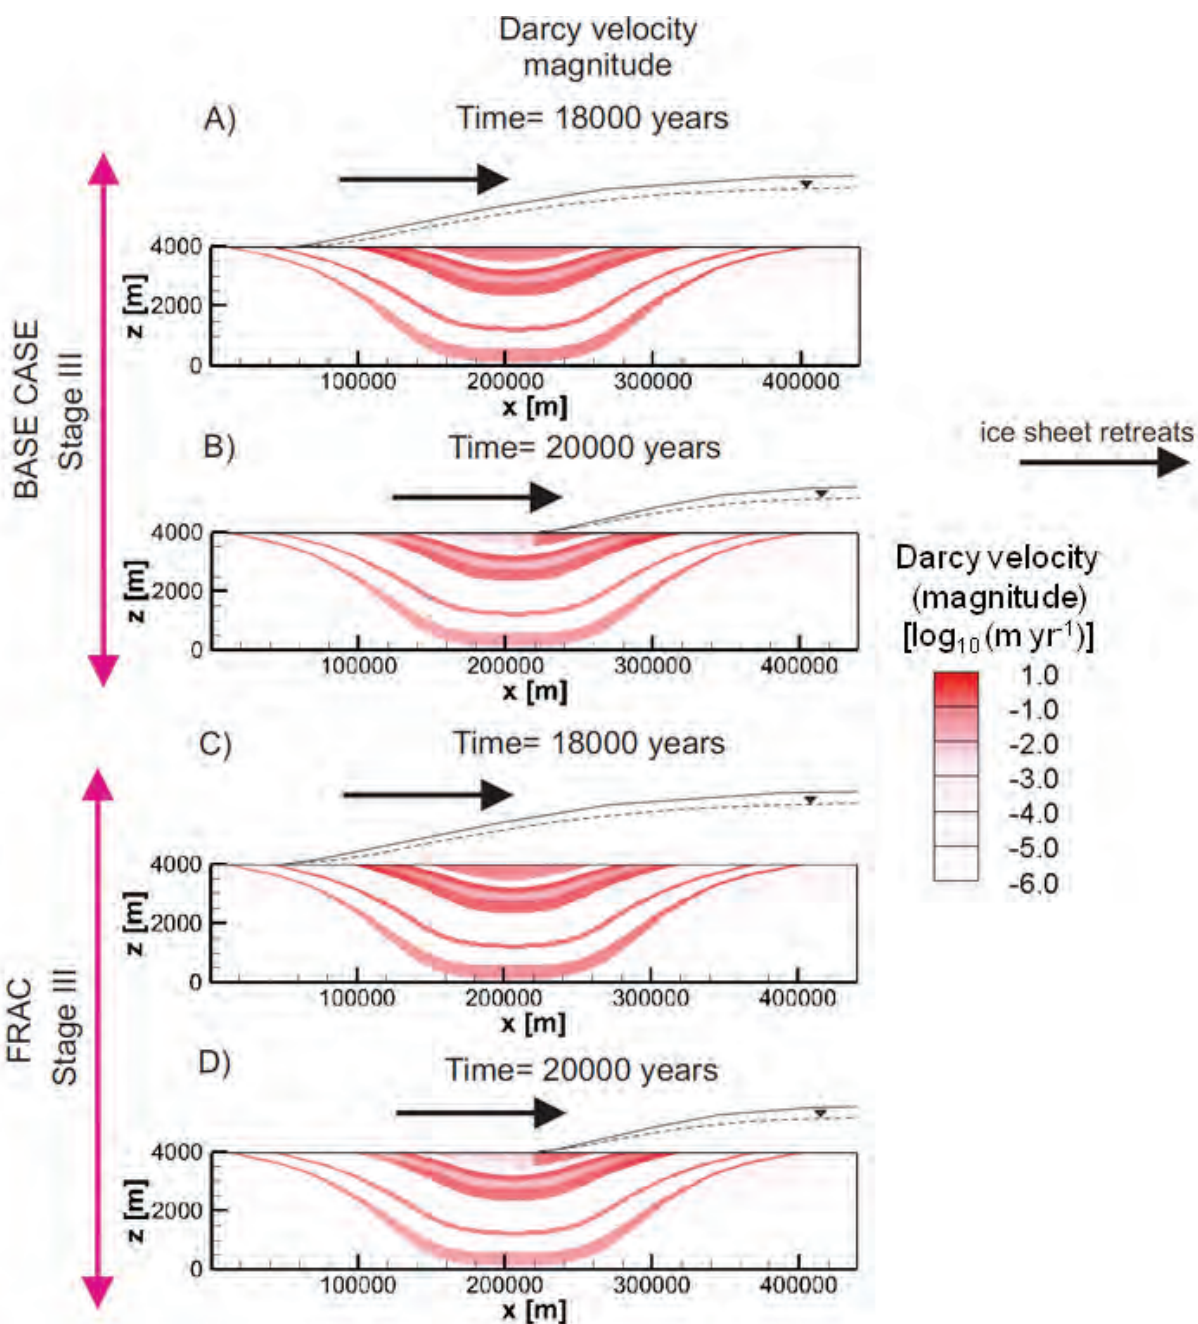 Darcy velocity
magnitude
A)
Time= 18000 years
4000
2000
0
z [m]
100000 200000 300000 400000
x [m]
BASE CASE
Stage III
B)
Time= 20000 years
4000
2000
0
z [m]
100000 200000 300000 400000
x [m]
ice sheet retreats
Darcy velocity
(magnitude)
[log10 (m yr-1)]
1.0
-1.0
-2.0
-3.0
-4.0
-5.0
-6.0
C)
Time= 18000 years
4000
2000
0
z [m]
100000 200000 300000 400000
x [m]
FRAC
Stage III
D)
Time= 20000 years
4000
2000
0
z [m]
100000 200000 300000 400000
x [m]